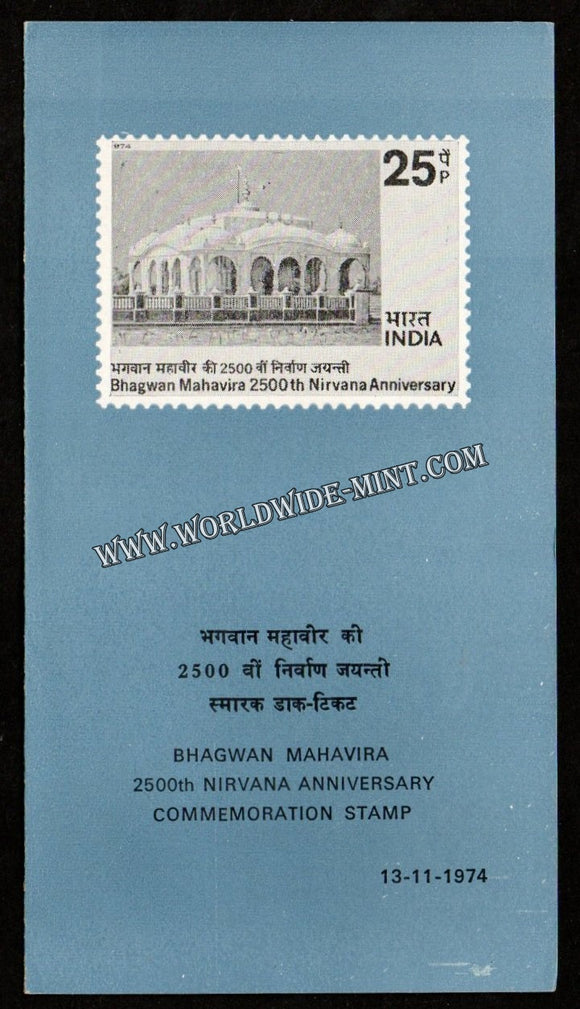 974
25 पै
P
भारत
INDIA
भगवान महावीर की 2500 वीं निर्वाण जयन्ती
Bhagwan Mahavira 2500th Nirvana Anniversary
WWW.WORLDWIDE-MINT.COM
भगवान महावीर की
2500 वीं निर्वाण जयन्ती
स्मारक डाक-टिकट
BHAGWAN MAHAVIRA
2500th NIRVANA ANNIVERSARY
COMMEMORATION STAMP
13-11-1974